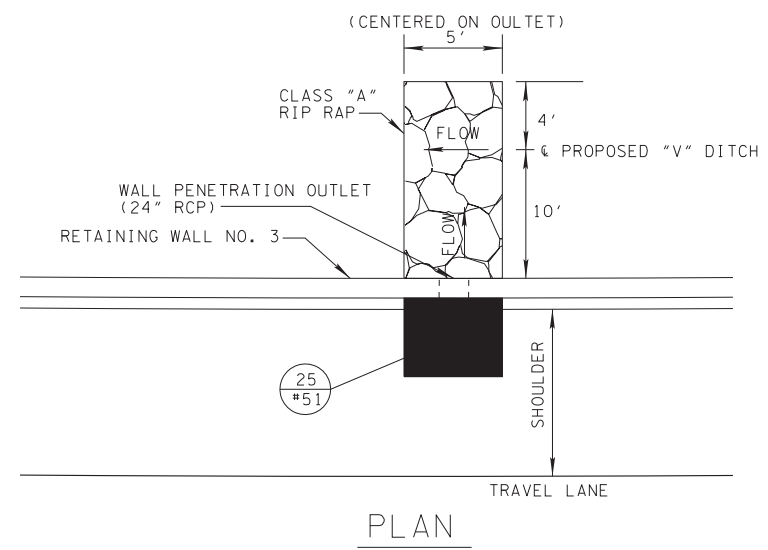 (CENTERED ON OULTET)
5′
CLASS "A"
RIP RAP
4′
FLOW
℄ PROPOSED "V" DITCH
WALL PENETRATION OUTLET
(24" RCP)
10′
FLOW
RETAINING WALL NO. 3
25
#51
SHOULDER
TRAVEL LANE
PLAN